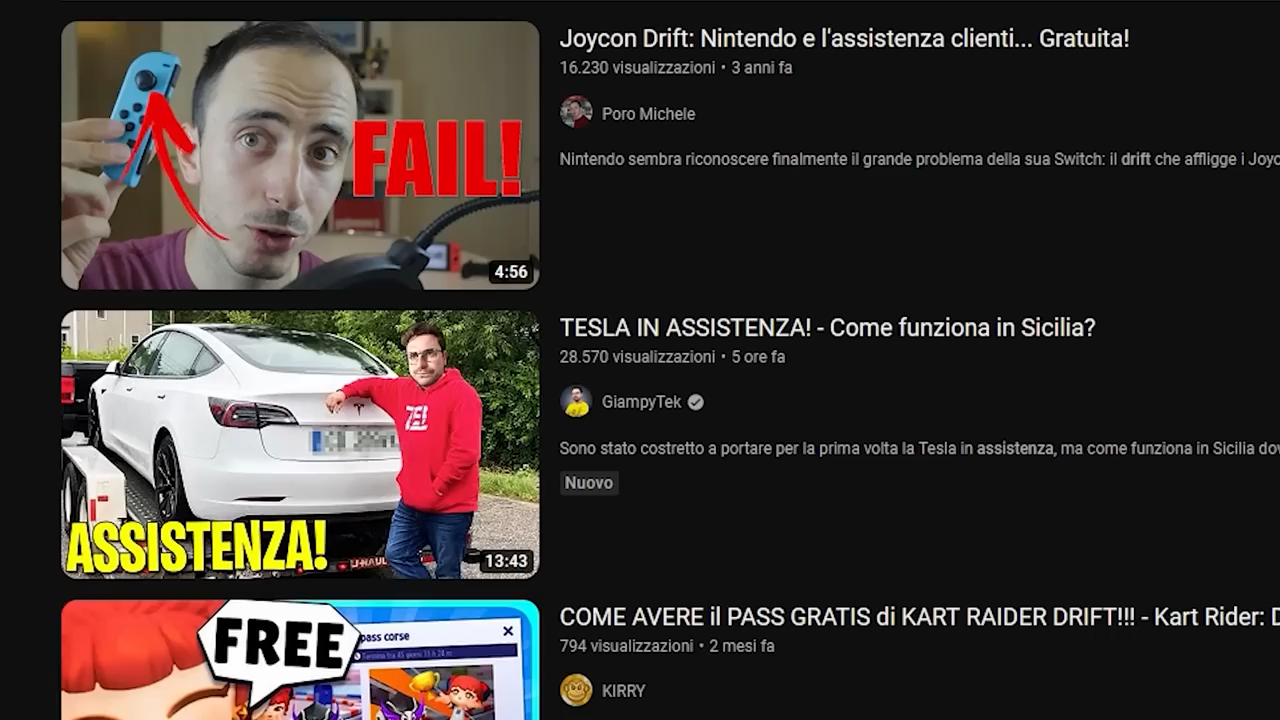 Joycon Drift: Nintendo e l'assistenza clienti... Gratuita!
16.230 visualizzazioni • 3 anni fa
Poro Michele
FAIL!
Nintendo sembra riconoscere finalmente il grande problema della sua Switch: il drift che affligge i Joyc
4:56
TESLA IN ASSISTENZA! - Come funziona in Sicilia?
28.570 visualizzazioni • 5 ore fa
GiampyTek
Sono stato costretto a portare per la prima volta la Tesla in assistenza, ma come funziona in Sicilia dov
Nuovo
ASSISTENZA!
13:43
COME AVERE il PASS GRATIS di KART RAIDER DRIFT!!! - Kart Rider: D
794 visualizzazioni • 2 mesi fa
FREE
pass corse
KIRRY